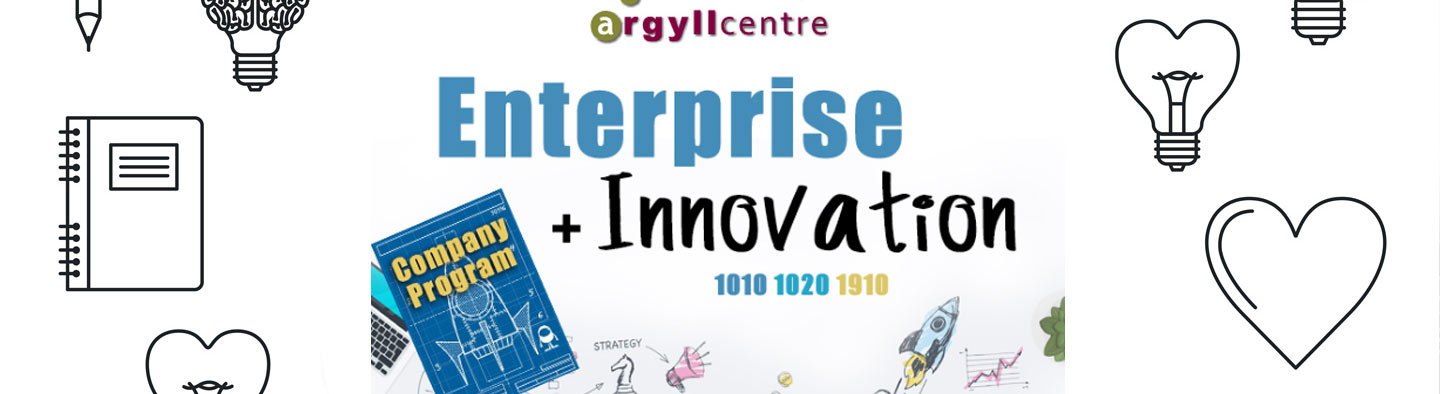 argyllcentre
Enterprise
+ Innovation
1010 1020 1910
Company
Program
STRATEGY